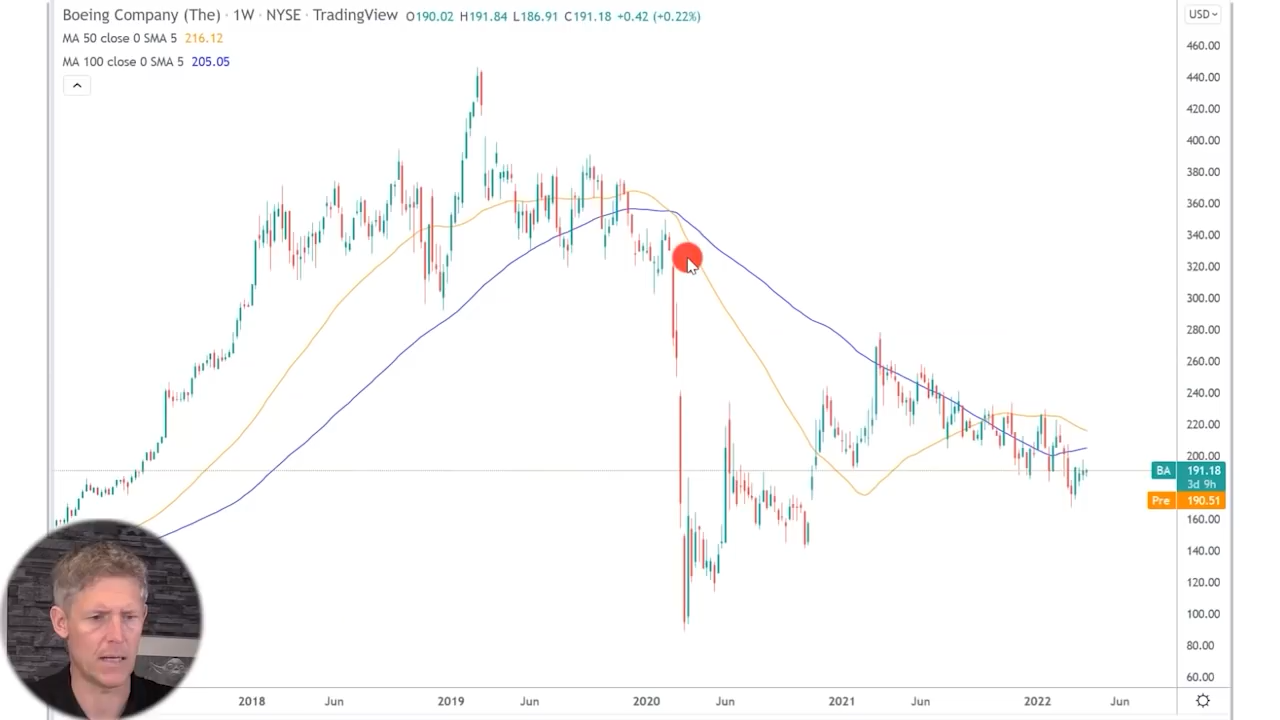 Boeing Company (The) · 1W · NYSE · TradingView O190.02 H191.84 L186.91 C191.18 +0.42 (+0.22%)
MA 50 close 0 SMA 5 216.12
MA 100 close 0 SMA 5 205.05
USD
460.00
440.00
420.00
400.00
380.00
360.00
340.00
320.00
300.00
280.00
260.00
240.00
220.00
200.00
BA 191.18
3d 9h
Pre 190.51
160.00
140.00
120.00
100.00
80.00
60.00
2018 Jun 2019 Jun 2020 Jun 2021 Jun 2022 Jun